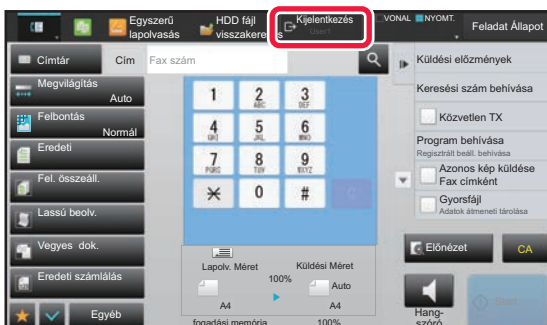 Egyszerű
lapolvasás
HDD fájl
visszakeresés
Kijelentkezés
User1
VONAL
NYOMT.
Feladat Állapot
Címtár
Cím
Fax szám
Küldési előzmények
Megvilágítás
Auto
Keresési szám behívása
Felbontás
Normál
Közvetlen TX
Eredeti
Program behívása
Regisztrált beáll. behívása
Fel. összeáll.
Azonos kép küldése
Fax címként
Lassú beolv.
Gyorsfájl
Adatok átmeneti tárolása
1
2 ABC
3 DEF
4 GHI
5 JKL
6 MNO
7 PQRS
8 TUV
9 WXYZ
0
#
C
Vegyes dok.
Előnézet
CA
Eredeti számlálás
Lapolv. Méret
Küldési Méret
100%
Auto
A4
A4
Egyéb
fogadási memória
100%
Hang-
szóró
Start